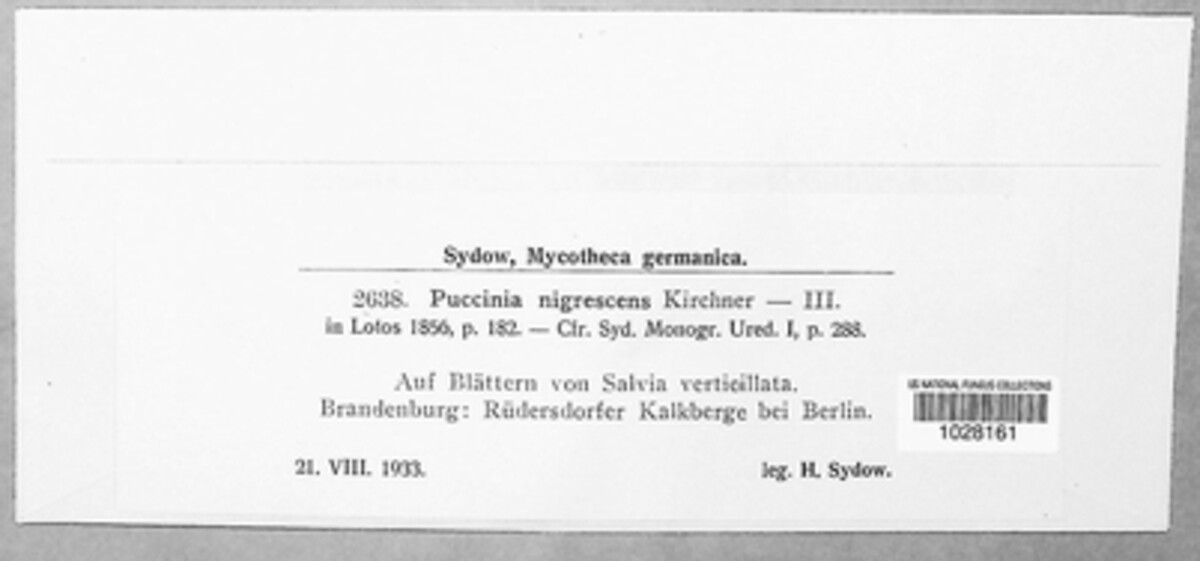 Sydow, Mycotheca germanica.
2638. Puccinia nigrescens Kirchner — III.
in Lotos 1856, p. 182. — Cfr. Syd. Monogr. Ured. I, p. 288.
Auf Blättern von Salvia verticillata.
Brandenburg: Rüdersdorfer Kalkberge bei Berlin.
21. VIII. 1933.
leg. H. Sydow.
US NATIONAL FUNGUS COLLECTIONS
1028161